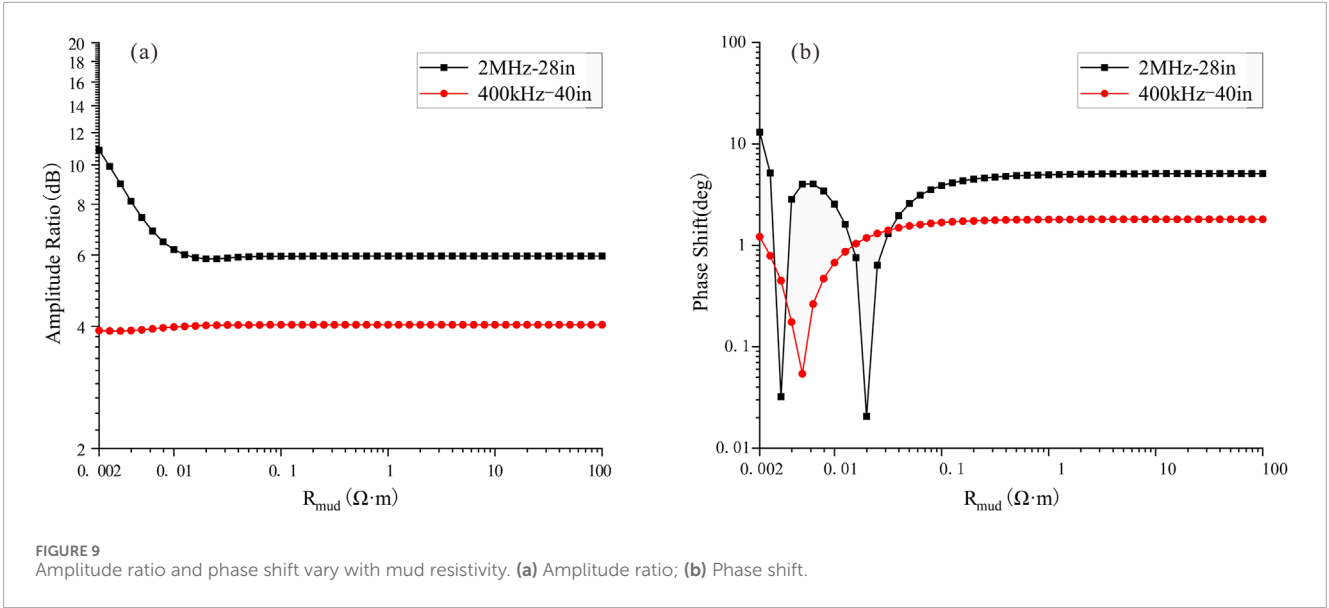 (a)
2MHz-28in
400kHz-40in
20
18
16
14
12
10
8
6
4
2
Amplitude Ratio (dB)
0. 002
0. 01
0. 1
1
10
100
Rmud (Ω·m)
(b)
2MHz-28in
400kHz-40in
100
10
1
0.1
0. 01
Phase Shift(deg)
0. 002
0. 01
0. 1
1
10
100
Rmud (Ω·m)
FIGURE 9
Amplitude ratio and phase shift vary with mud resistivity. (a) Amplitude ratio; (b) Phase shift.